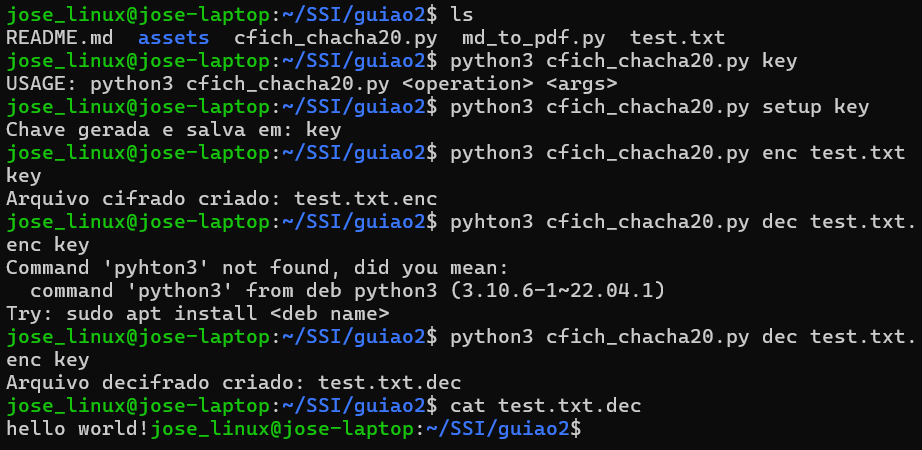 jose_linux@jose-laptop:~/SSI/guiao2$ ls
README.md  assets  cfich_chacha20.py  md_to_pdf.py  test.txt
jose_linux@jose-laptop:~/SSI/guiao2$ python3 cfich_chacha20.py key
USAGE: python3 cfich_chacha20.py <operation> <args>
jose_linux@jose-laptop:~/SSI/guiao2$ python3 cfich_chacha20.py setup key
Chave gerada e salva em: key
jose_linux@jose-laptop:~/SSI/guiao2$ python3 cfich_chacha20.py enc test.txt
key
Arquivo cifrado criado: test.txt.enc
jose_linux@jose-laptop:~/SSI/guiao2$ pyhton3 cfich_chacha20.py dec test.txt.
enc key
Command 'pyhton3' not found, did you mean:
  command 'python3' from deb python3 (3.10.6-1~22.04.1)
Try: sudo apt install <deb name>
jose_linux@jose-laptop:~/SSI/guiao2$ python3 cfich_chacha20.py dec test.txt.
enc key
Arquivo decifrado criado: test.txt.dec
jose_linux@jose-laptop:~/SSI/guiao2$ cat test.txt.dec
hello world!jose_linux@jose-laptop:~/SSI/guiao2$